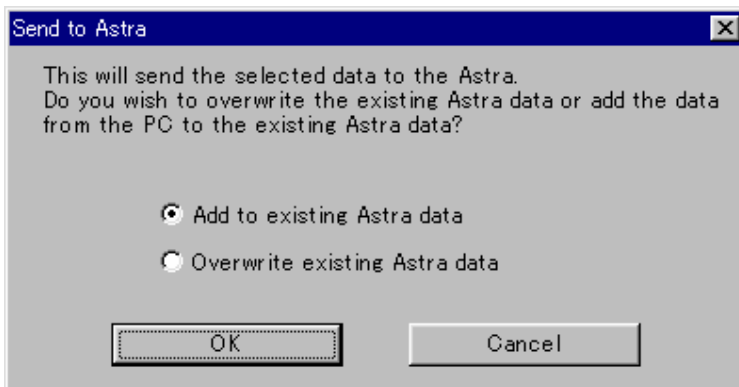 Send to Astra
This will send the selected data to the Astra.
Do you wish to overwrite the existing Astra data or add the data
from the PC to the existing Astra data?
Add to existing Astra data
Overwrite existing Astra data
OK
Cancel